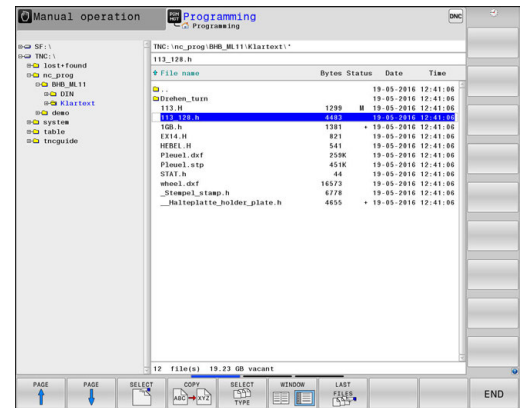 Manual operation
PGM MGT
Programming
Programming
DNC
SF:\
TNC:\
lost+found
nc_prog
BHB_ML11
DIN
Klartext
demo
system
table
tncguide
TNC:\nc_prog\BHB_ML11\Klartext\*
113_128.h
File name Bytes Status Date Time
.. 19-05-2016 12:41:06
Drehen_turn 19-05-2016 12:41:06
113.H 1299 M 19-05-2016 12:41:06
113_128.h 4403 19-05-2016 12:41:06
1GB.h 1381 + 19-05-2016 12:41:06
EX14.H 821 19-05-2016 12:41:06
HEBEL.H 541 19-05-2016 12:41:06
Pleuel.dxf 259K 19-05-2016 12:41:06
Pleuel.stp 451K 19-05-2016 12:41:06
STAT.h 44 19-05-2016 12:41:06
wheel.dxf 16573 19-05-2016 12:41:06
_Stempel_stamp.h 6778 19-05-2016 12:41:06
__Halteplatte_holder_plate.h 4655 + 19-05-2016 12:41:06
12 file(s) 19.23 GB vacant
PAGE
PAGE
SELECT
COPY
ABC XYZ
SELECT
TYPE
WINDOW
LAST
FILES
END